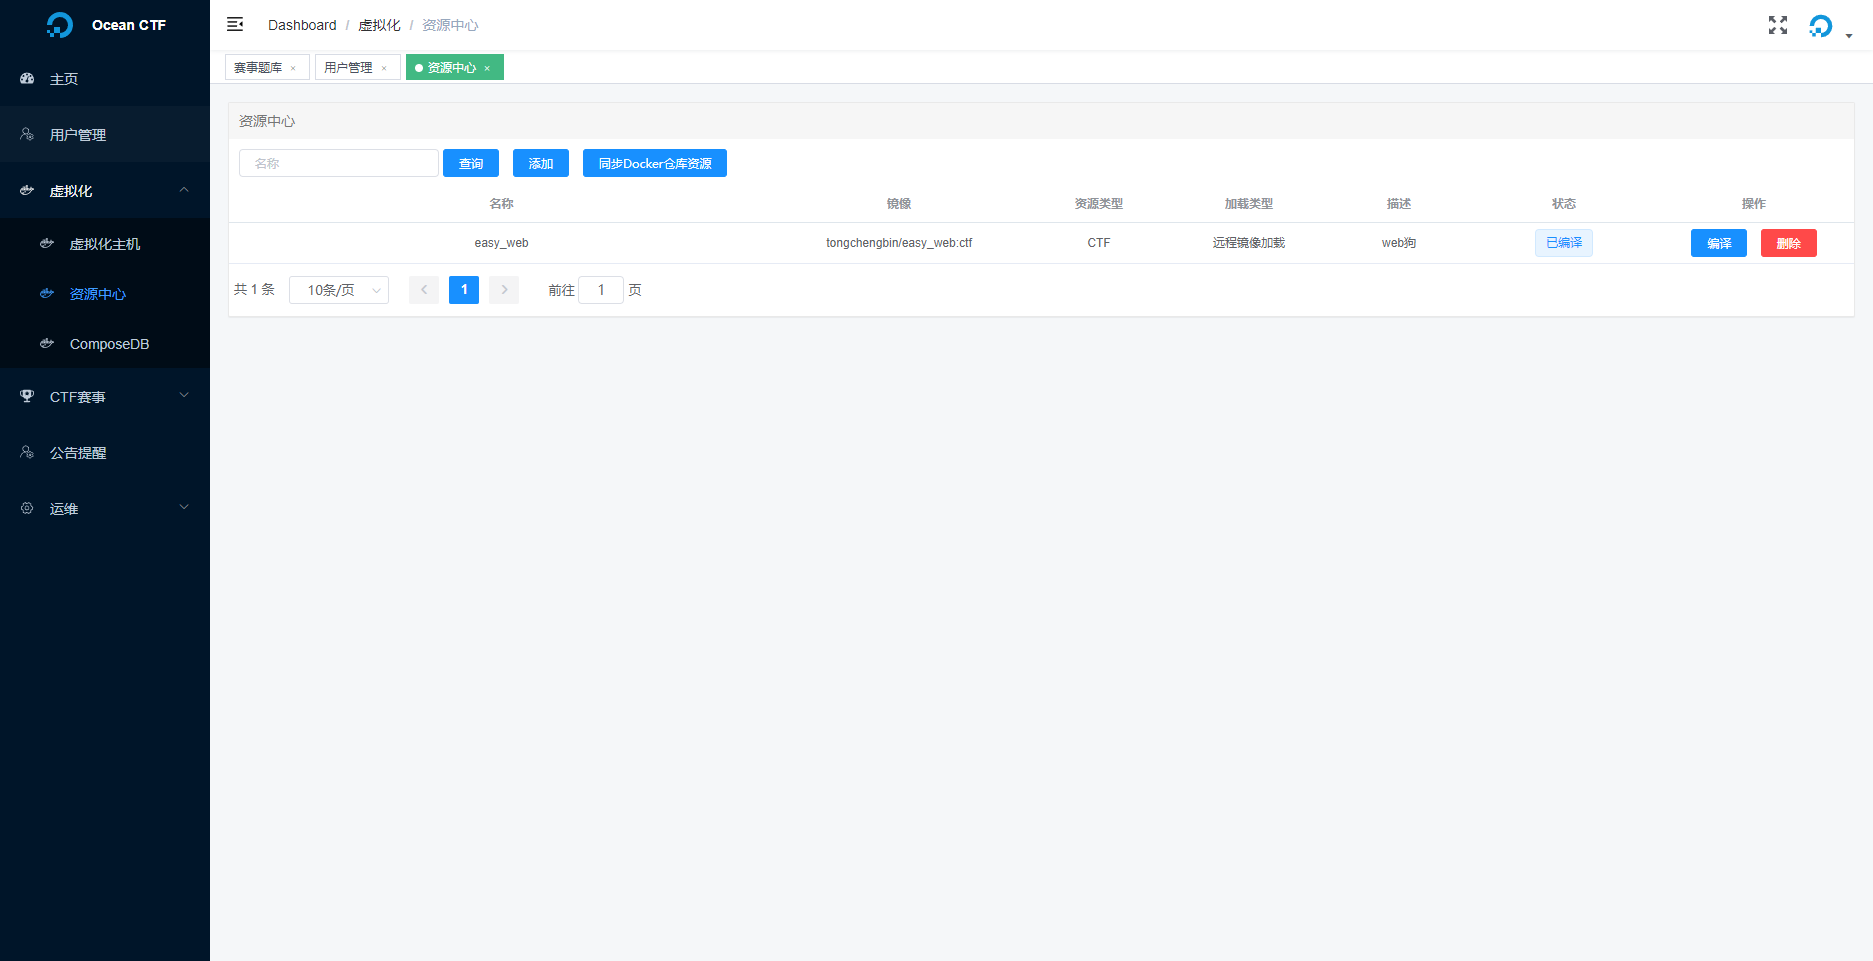 Ocean CTF
主页
用户管理
虚拟化
虚拟化主机
资源中心
ComposeDB
CTF赛事
公告提醒
运维
Dashboard / 虚拟化 / 资源中心
赛事题库 × 用户管理 × 资源中心 ×
资源中心
名称 查询 添加 同步Docker仓库资源
名称 镜像 资源类型 加载类型 描述 状态 操作
easy_web tongchengbin/easy_web:ctf CTF 远程镜像加载 web狗 已编译 编译 删除
共 1 条 10条/页 1 前往 1 页